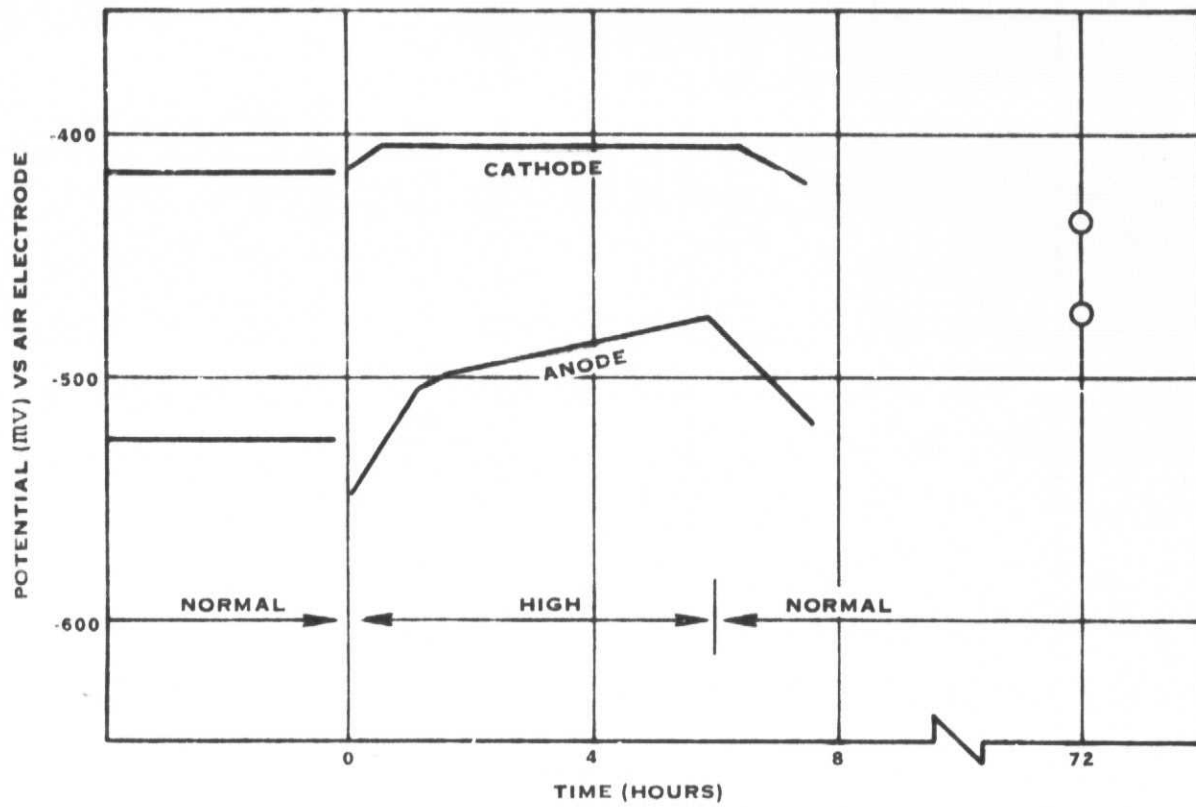 POTENTIAL (mV) VS AIR ELECTRODE
-400
-500
-600
CATHODE
ANODE
NORMAL
HIGH
NORMAL
0
4
8
72
TIME (HOURS)